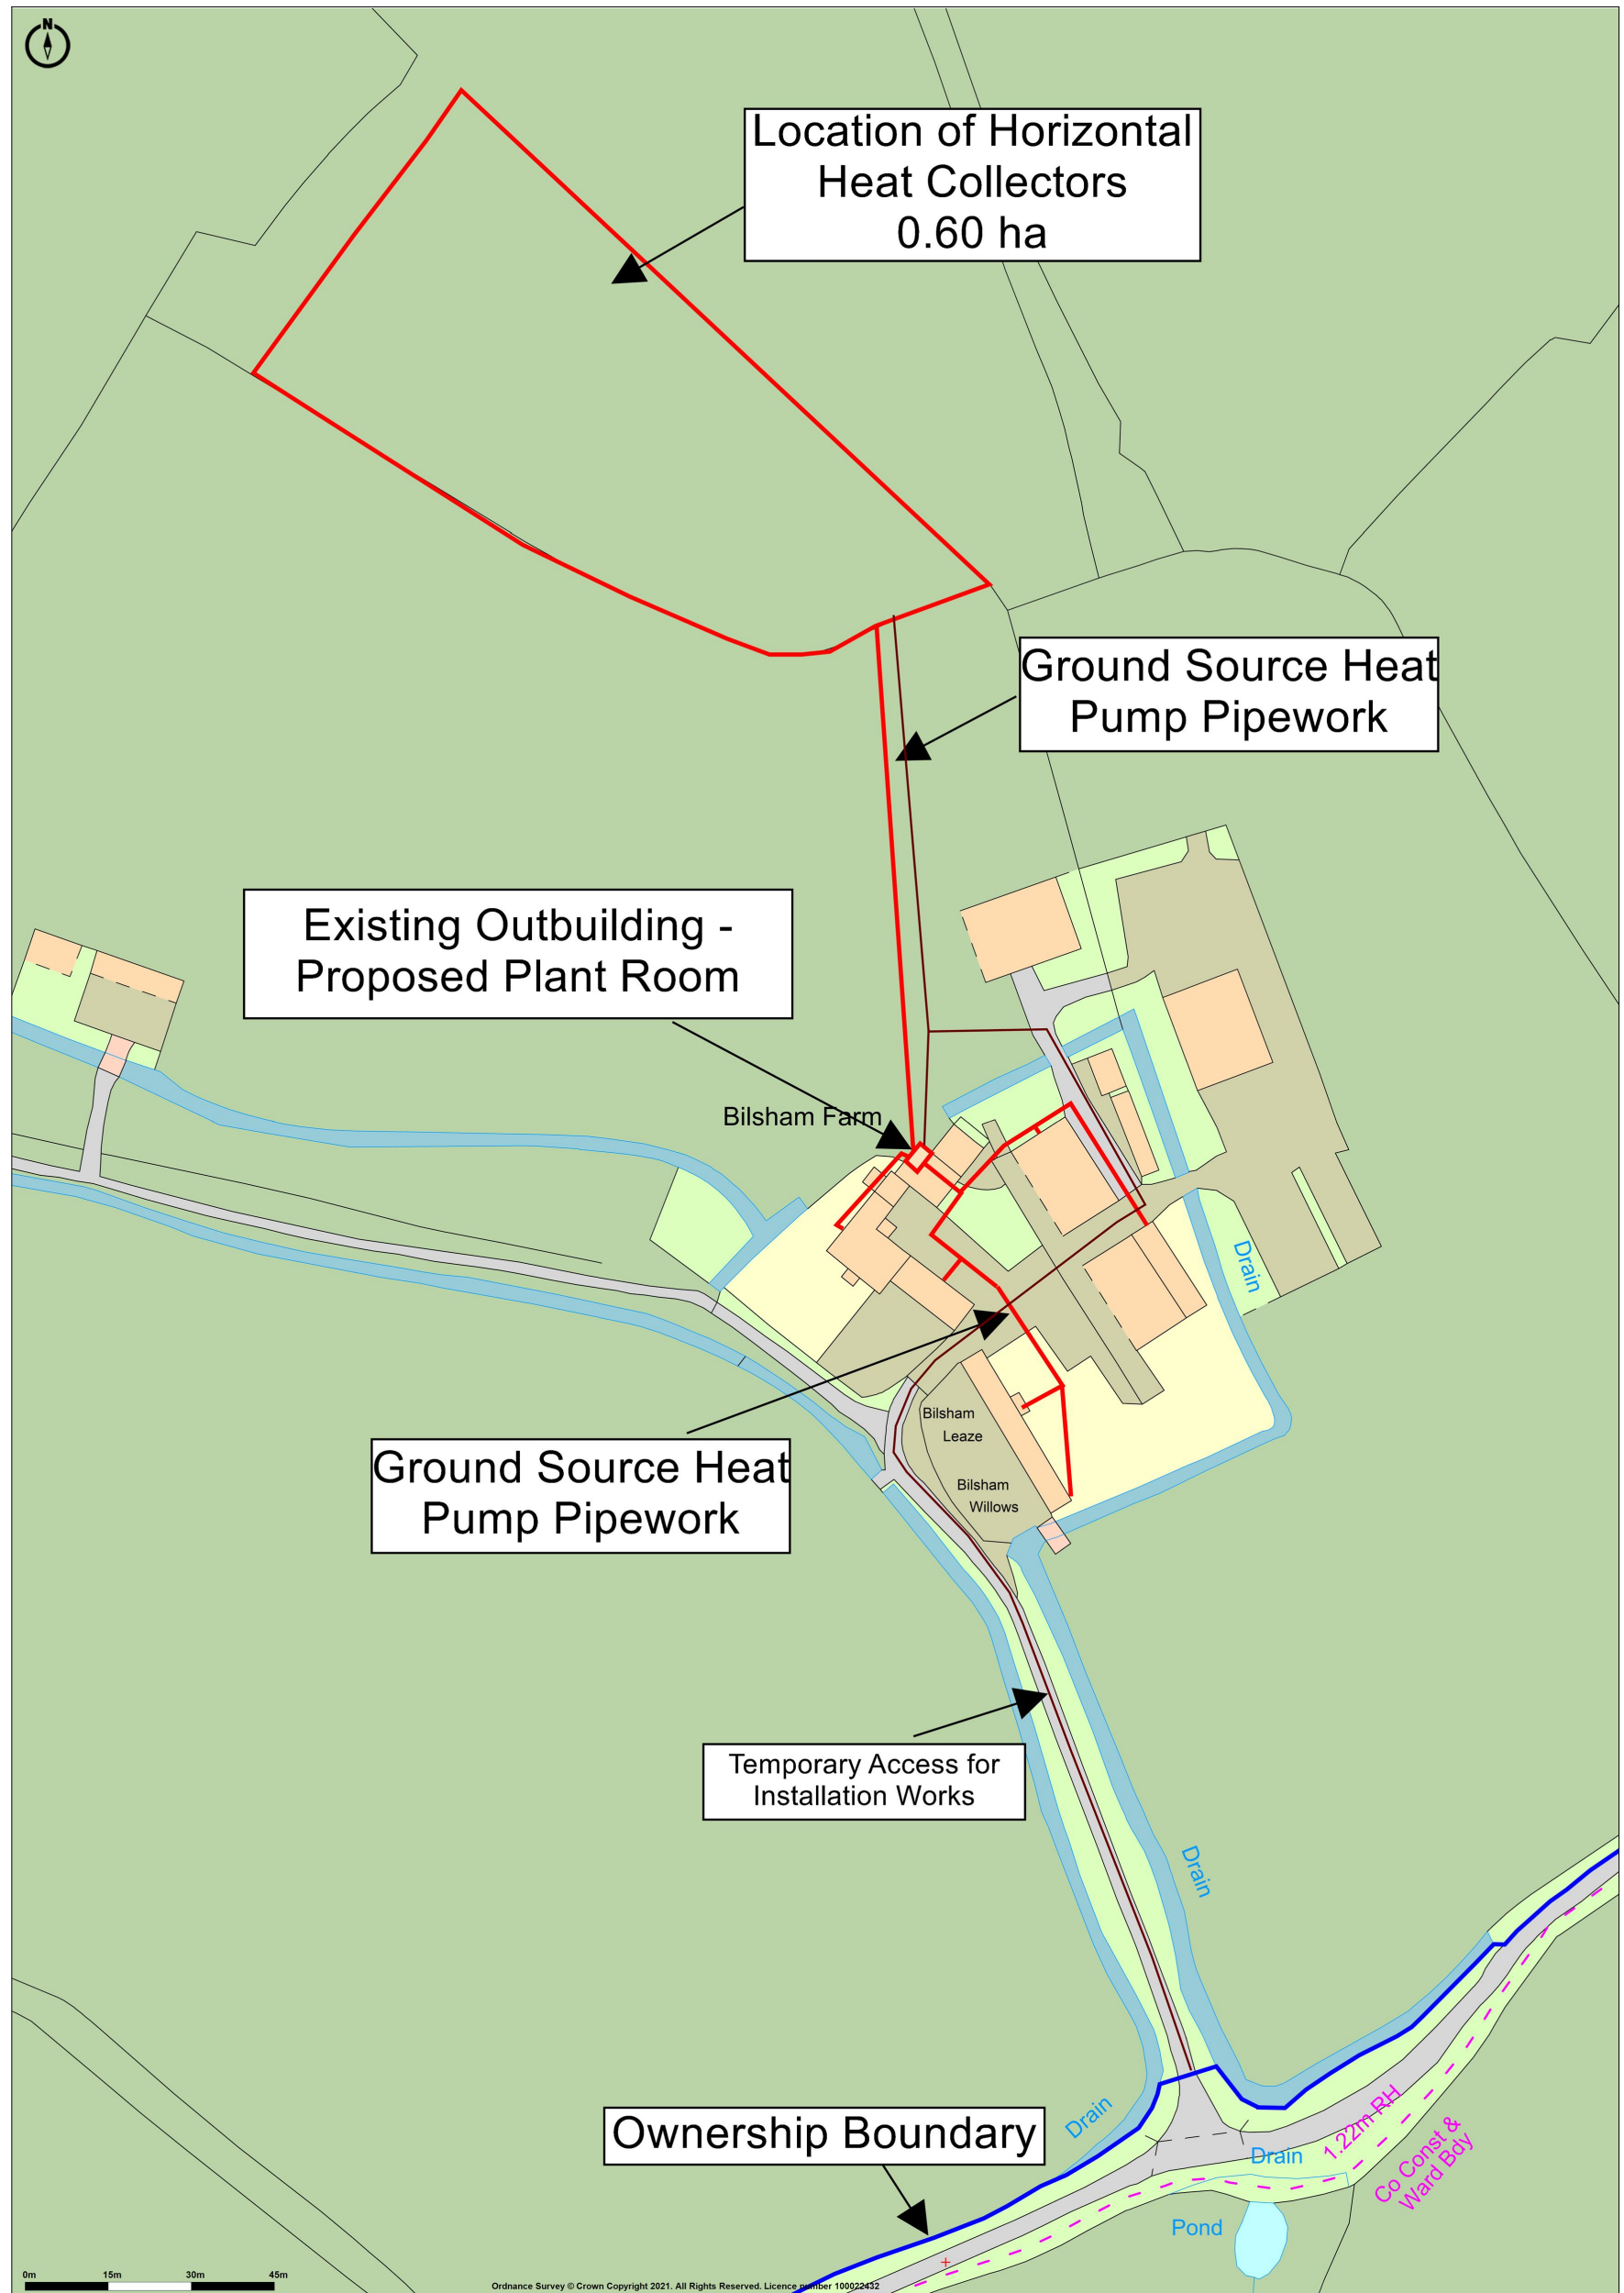 N
Location of Horizontal
Heat Collectors
0.60 ha
Ground Source Heat
Pump Pipework
Existing Outbuilding -
Proposed Plant Room
Bilsham Farm
Drain
Bilsham
Leaze
Bilsham
Willows
Ground Source Heat
Pump Pipework
Temporary Access for
Installation Works
Drain
Ownership Boundary
Drain
Drain
1.22m RH
Co Const &
Ward Bdy
Pond
0m 15m 30m 45m
Ordnance Survey © Crown Copyright 2021. All Rights Reserved. Licence number 100022432